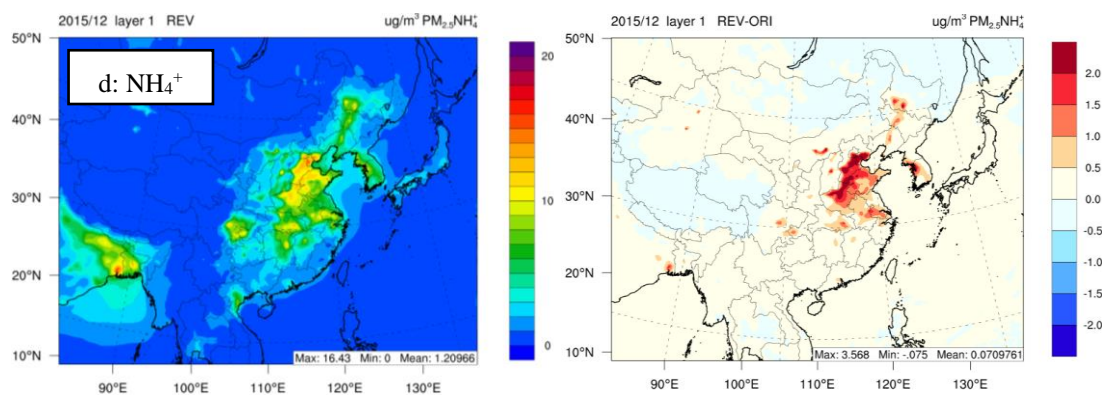 2015/12 layer 1 REV ug/m³ PM₂.₅NH₄⁺
d: NH₄⁺
50°N
40°N
30°N
20°N
10°N
90°E 100°E 110°E 120°E 130°E
Max: 16.43 Min: 0 Mean: 1.20966
20
10
0
2015/12 layer 1 REV-ORI ug/m³ PM₂.₅NH₄⁺
50°N
40°N
30°N
20°N
10°N
90°E 100°E 110°E 120°E 130°E
Max: 3.568 Min: -.075 Mean: 0.0709761
2.0
1.5
1.0
0.5
0.0
-0.5
-1.0
-1.5
-2.0